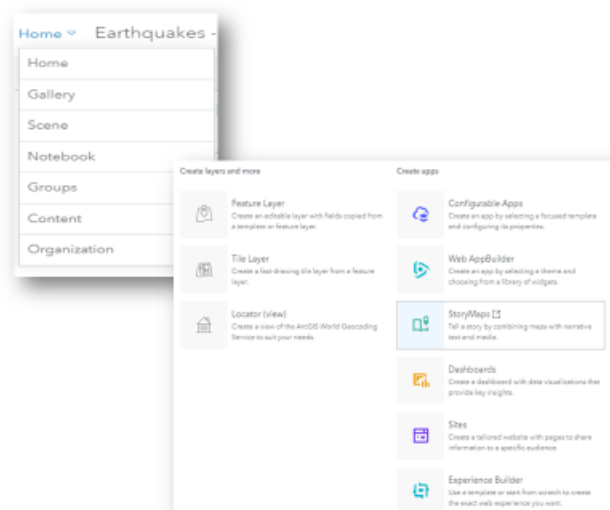 Home Earthquakes -
Home
Gallery
Scene
Notebook
Groups
Content
Organization
Create layers and more
Feature Layer
Create an editable layer with fields copied from
a template or feature layer.
Tile Layer
Create a fast-drawing tile layer from a feature
layer.
Locator (view)
Create a view of the ArcGIS World Geocoding
Service to suit your needs.
Create apps
Configurable Apps
Create an app by selecting a focused template
and configuring its properties.
Web AppBuilder
Create an app by selecting a theme and
choosing from a library of widgets.
StoryMaps
Tell a story by combining maps with narrative
text and media.
Dashboards
Create a dashboard with data visualizations that
provide key insights.
Sites
Create a tailored website with pages to share
information to a specific audience.
Experience Builder
Use a template or start from scratch to create
the exact web experience you want.